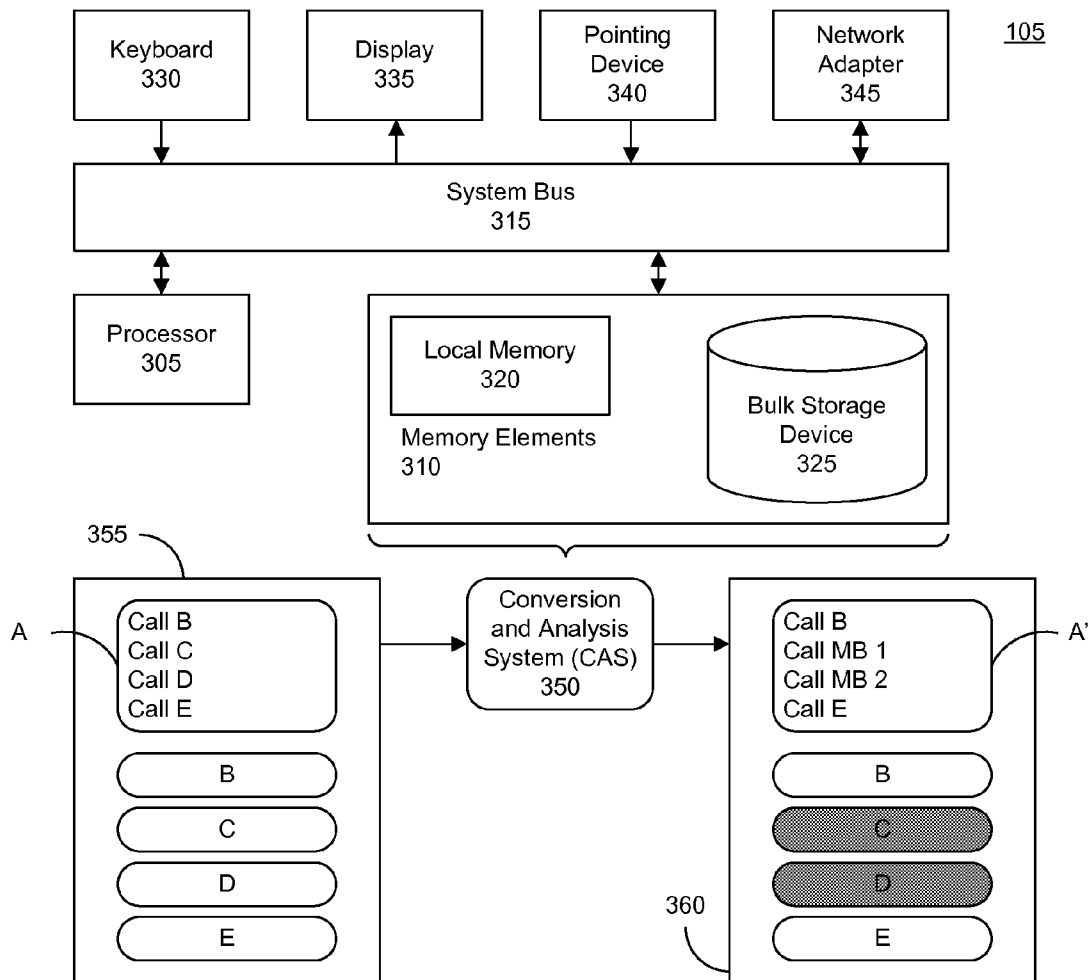 105
Keyboard
330
Display
335
Pointing
Device
340
Network
Adapter
345
System Bus
315
Processor
305
Local Memory
320
Memory Elements
310
Bulk Storage
Device
325
355
A
Call B
Call C
Call D
Call E
B
C
D
E
Conversion
and Analysis
System (CAS)
350
A'
Call B
Call MB 1
Call MB 2
Call E
B
C
D
E
360